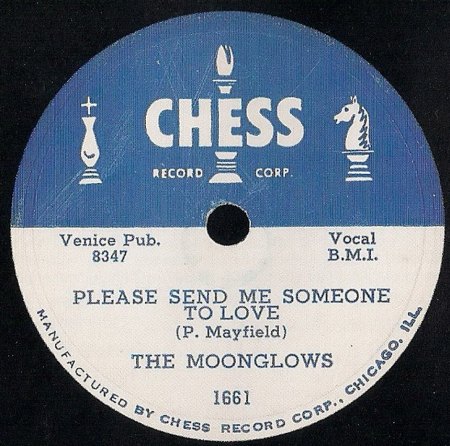 CHESS
RECORD CORP.
Venice Pub.
8347
Vocal
B.M.I.
PLEASE SEND ME SOMEONE
TO LOVE
(P. Mayfield)
THE MOONGLOWS
1661
MANUFACTURED BY CHESS RECORD CORP., CHICAGO, ILL.